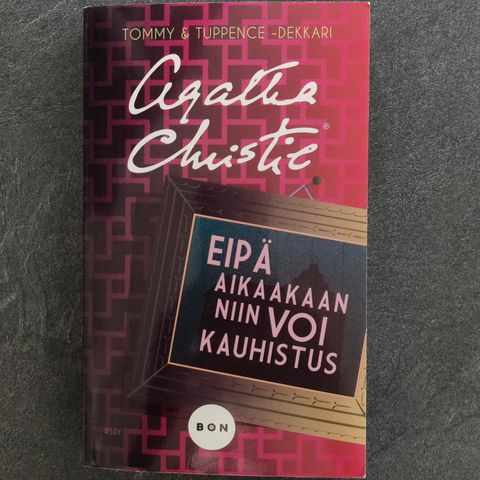 TOMMY & TUPPENCE -DEKKARI
Agatha
Christie®
EIPÄ
AIKAAKAAN
NIIN VOI
KAUHISTUS
WSOY
BON